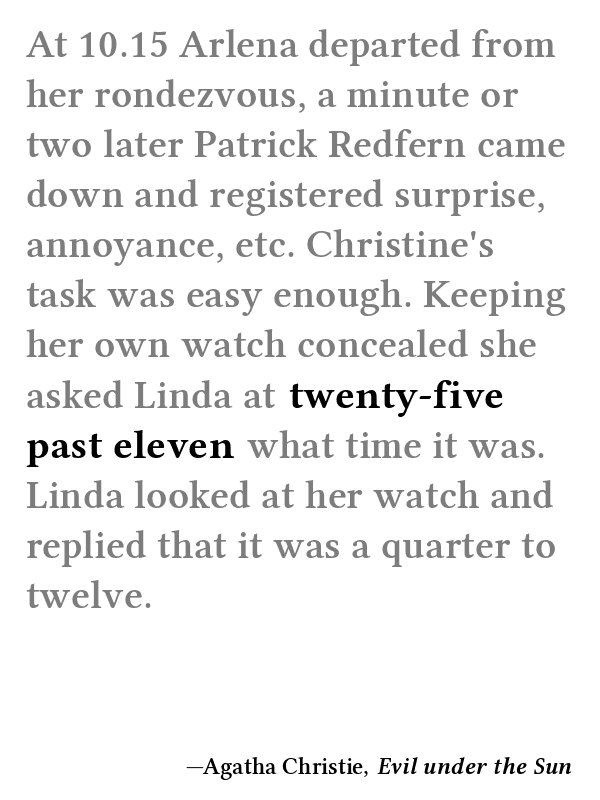 At 10.15 Arlena departed from
her rondezvous, a minute or
two later Patrick Redfern came
down and registered surprise,
annoyance, etc. Christine's
task was easy enough. Keeping
her own watch concealed she
asked Linda at twenty-five
past eleven what time it was.
Linda looked at her watch and
replied that it was a quarter to
twelve.
—Agatha Christie, Evil under the Sun